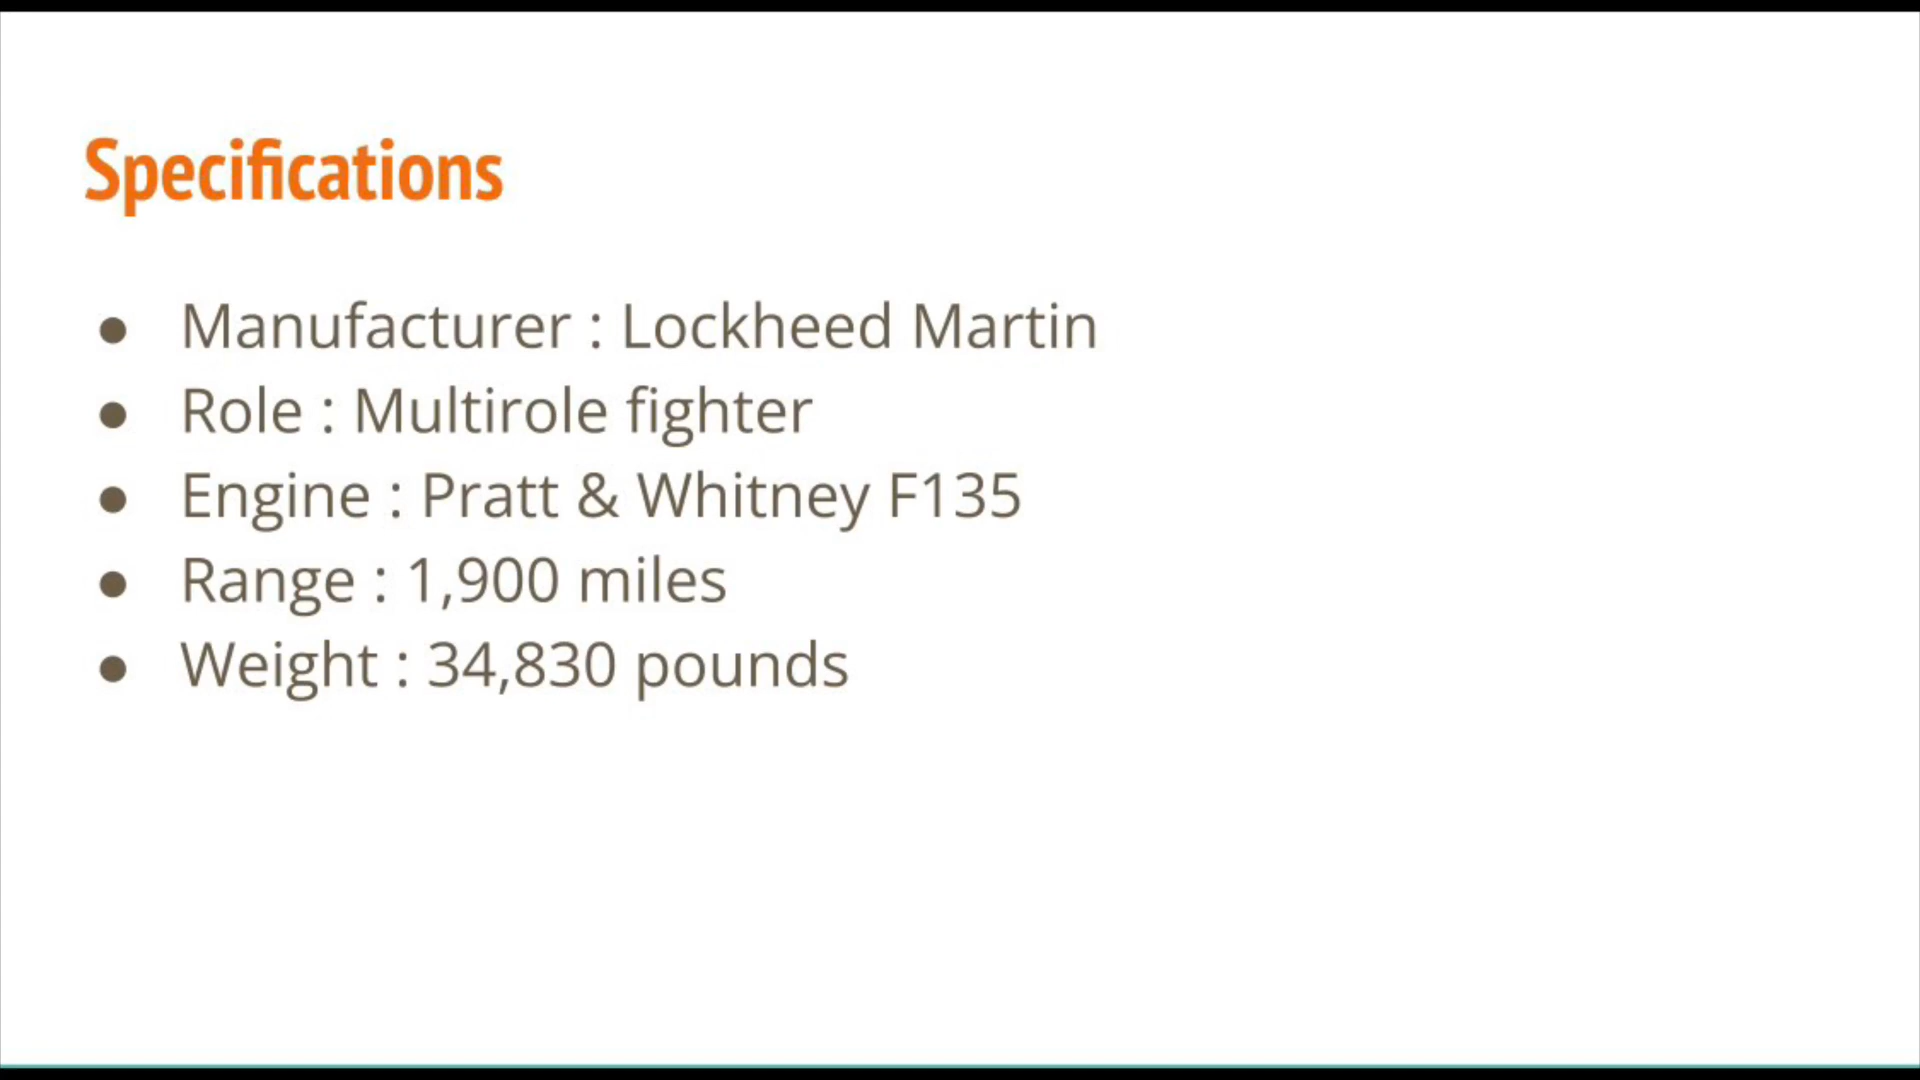 Specifications
● Manufacturer : Lockheed Martin
● Role : Multirole fighter
● Engine : Pratt & Whitney F135
● Range : 1,900 miles
● Weight : 34,830 pounds